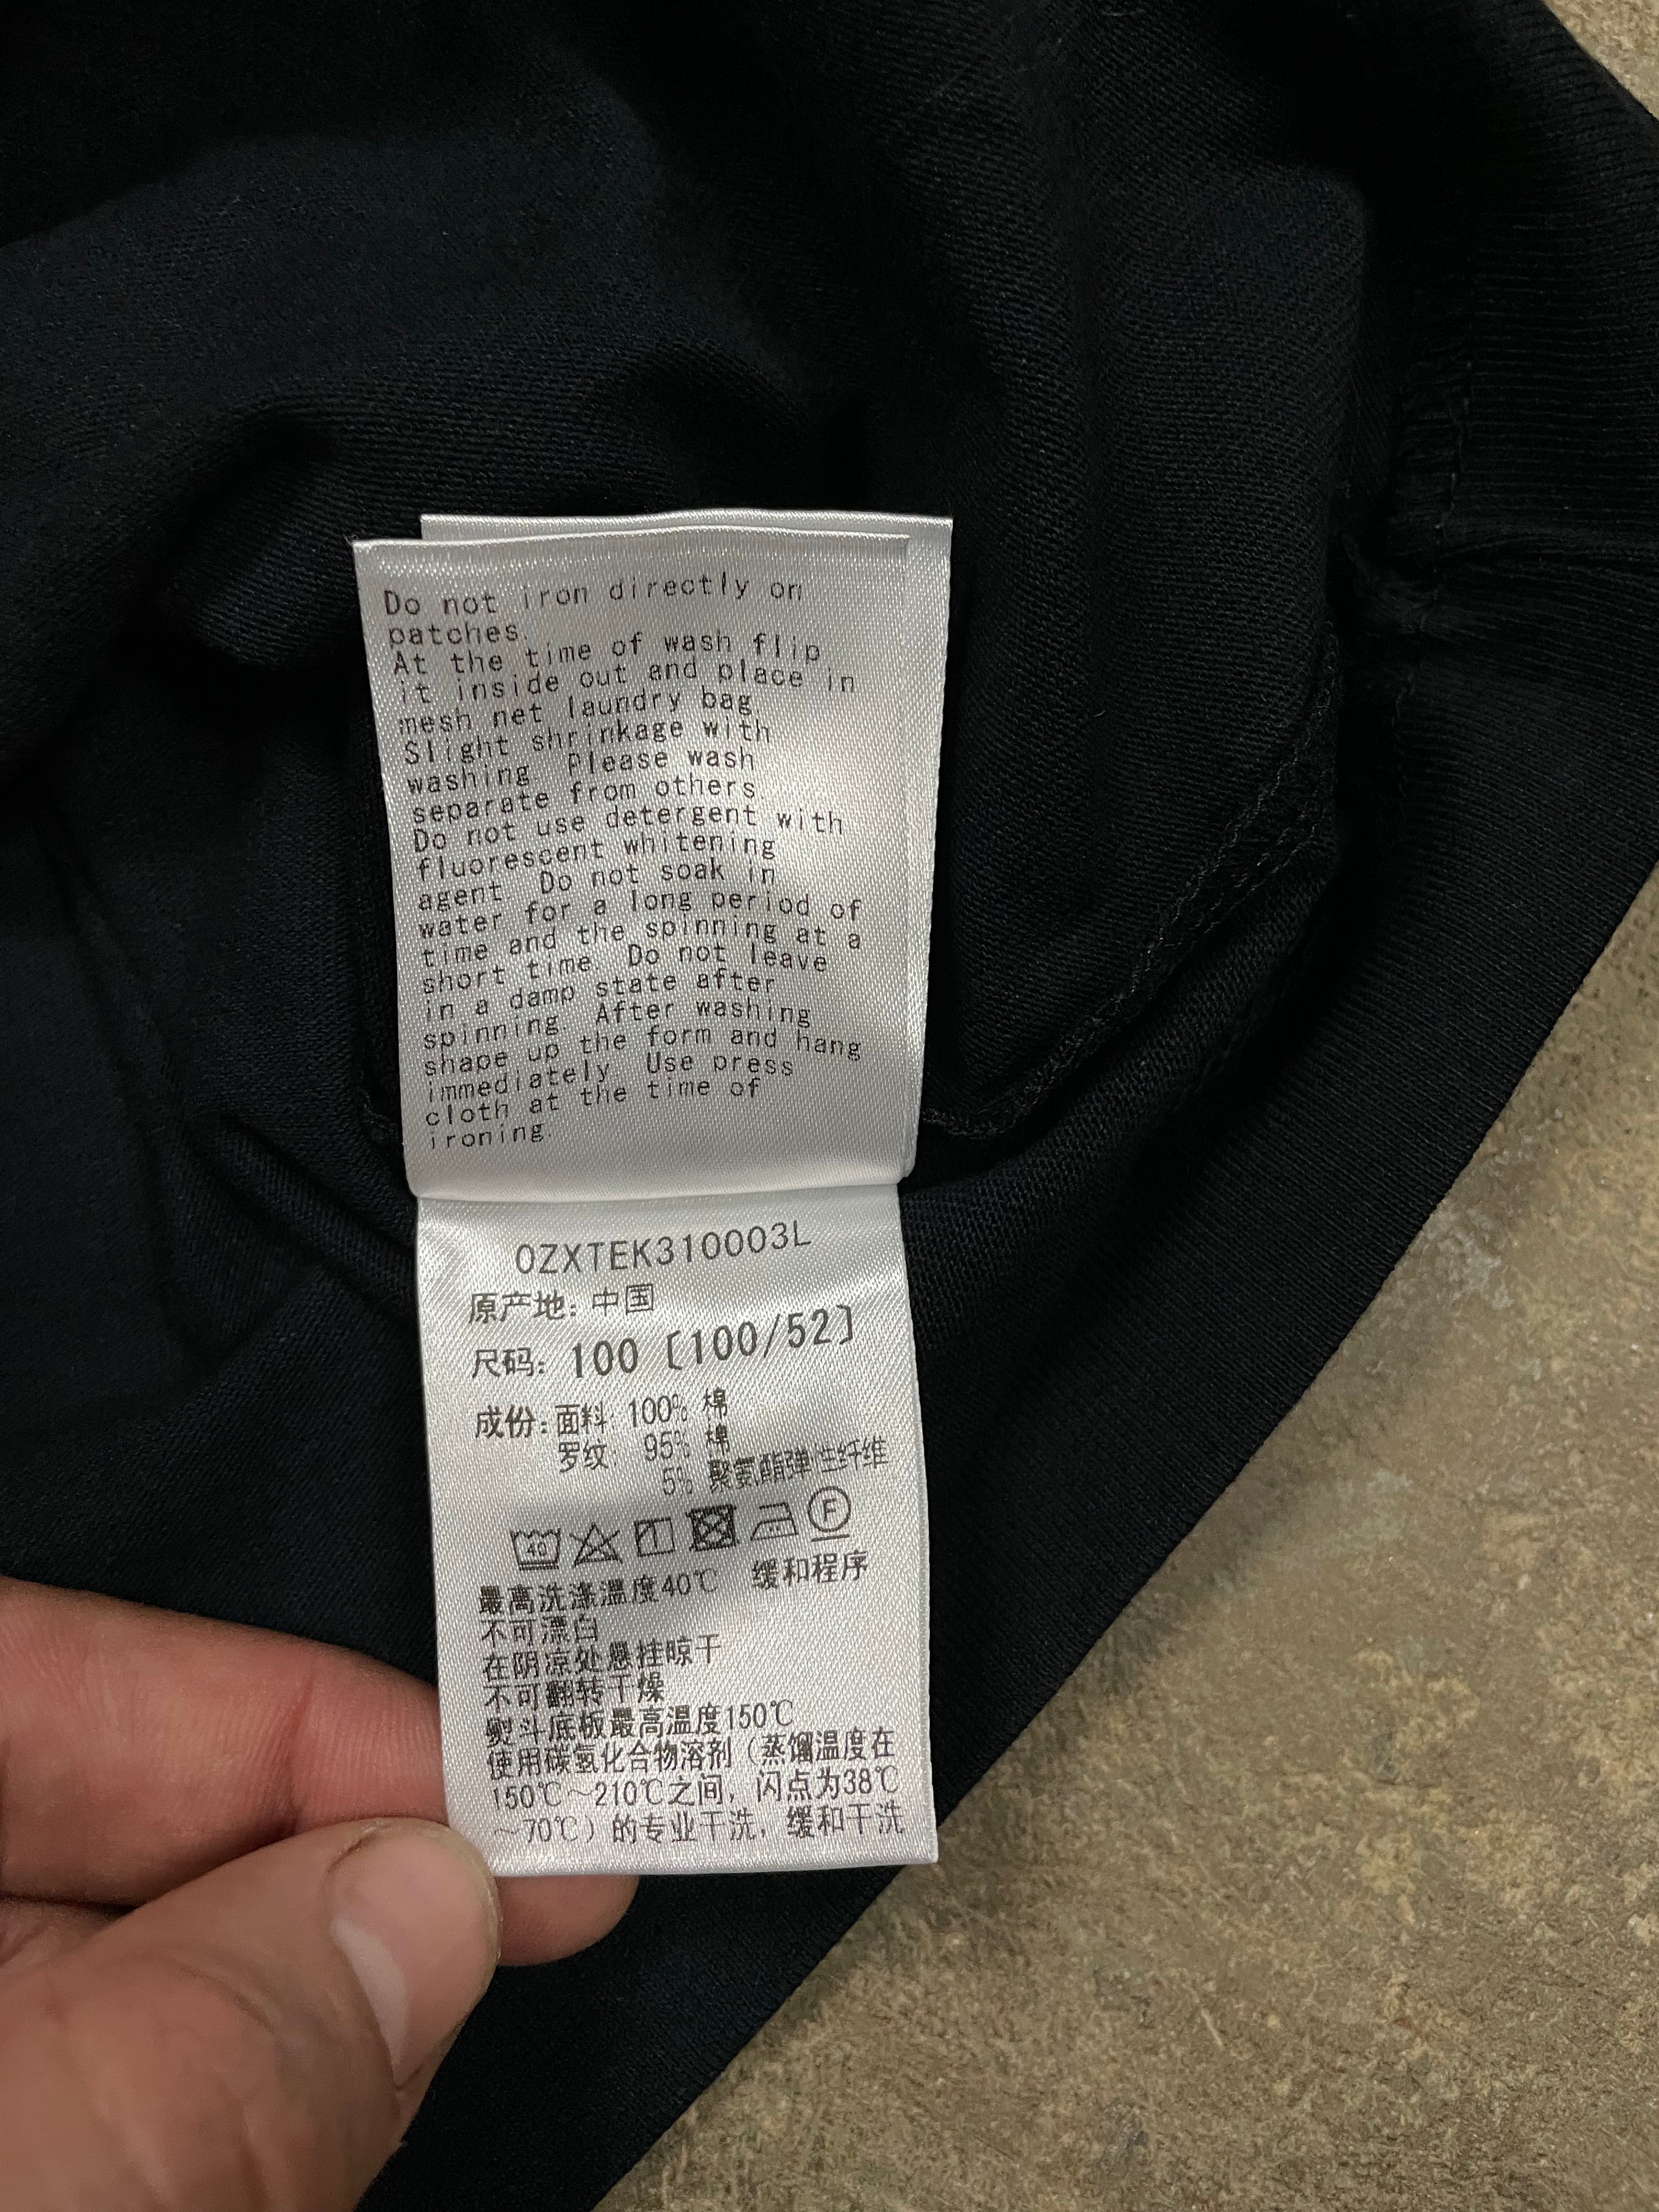 Do not iron directly on
patches.
At the time of wash flip
it inside out and place in
mesh net laundry bag.
Slight shrinkage with
washing. Please wash
separate from others.
Do not use detergent with
fluorescent whitening
agent. Do not soak in
water for a long period of
time and the spinning at a
short time. Do not leave
in a damp state after
spinning. After washing
shape up the form and hang
immediately. Use press
cloth at the time of
ironing.
OZXTEK310003L
原产地: 中国
尺码: 100 [100/52]
成份: 面料 100% 棉
罗纹 95% 棉
5% 聚氨酯弹性纤维
40 F
最高洗涤温度40℃ 缓和程序
不可漂白
在阴凉处悬挂晾干
不可翻转干燥
熨斗底板最高温度150℃
使用碳氢化合物溶剂（蒸馏温度在
150℃～210℃之间，闪点为38℃
～70℃）的专业干洗，缓和干洗